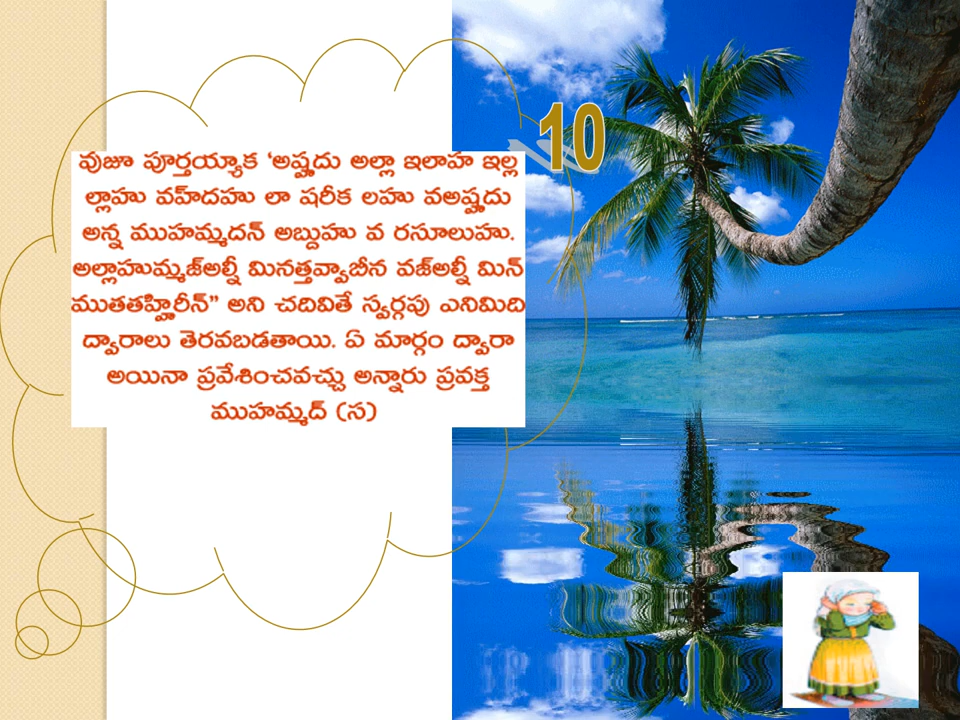 10
వుజూ పూర్తయ్యాక ‘అష్హదు అల్లా ఇలాహ ఇల్ల
ల్లాహు వహ్‌దహు లా షరీక లహు వఅష్హదు
అన్న ముహమ్మదన్ అబ్దుహు వ రసూలుహు.
అల్లాహుమ్మజ్‌అల్నీ మినత్తవ్వాబీన వజ్‌అల్నీ మిన్
ముతతహ్హిరీన్” అని చదివితే స్వర్గపు ఎనిమిది
ద్వారాలు తెరవబడతాయి. ఏ మార్గం ద్వారా
అయినా ప్రవేశించవచ్చు అన్నారు ప్రవక్త
ముహమ్మద్ (స)